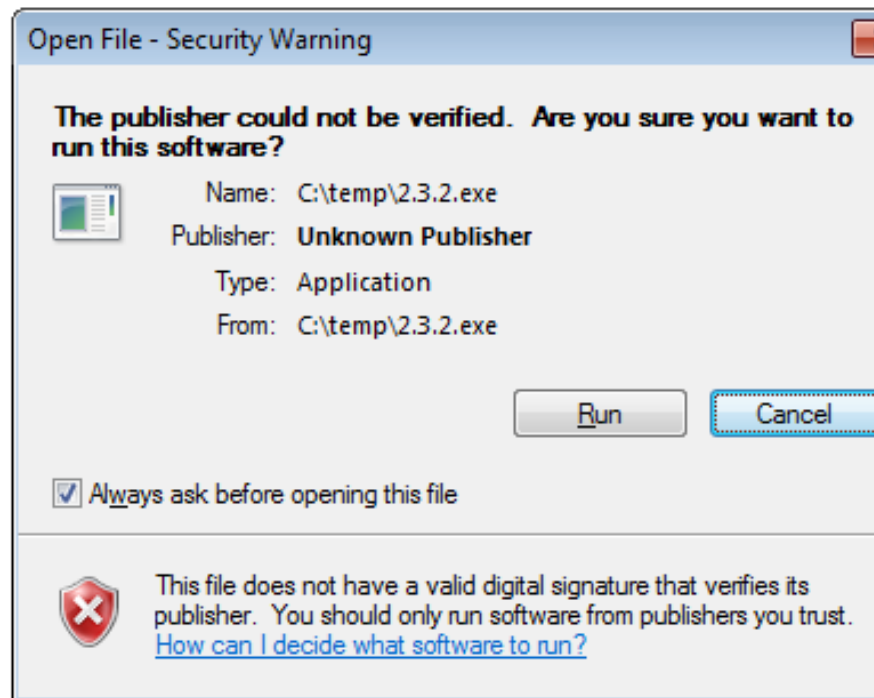 Open File - Security Warning
The publisher could not be verified.  Are you sure you want to
run this software?
Name: C:\temp\2.3.2.exe
Publisher: Unknown Publisher
Type: Application
From: C:\temp\2.3.2.exe
Run Cancel
Always ask before opening this file
This file does not have a valid digital signature that verifies its
publisher.  You should only run software from publishers you trust.
How can I decide what software to run?